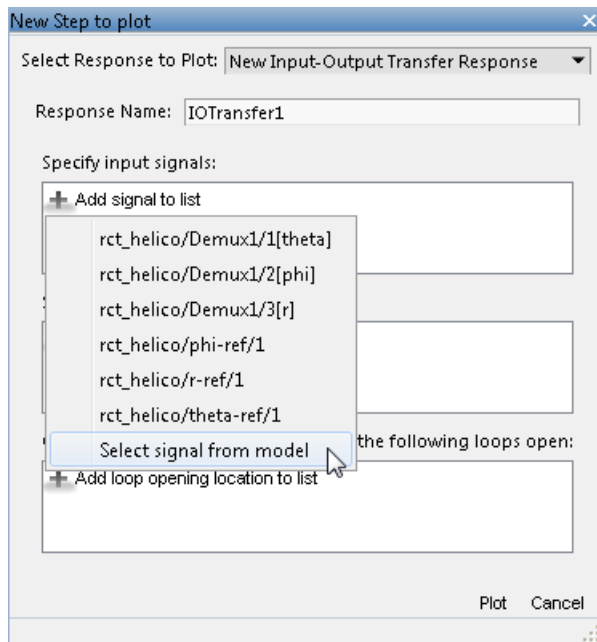 New Step to plot
Select Response to Plot: New Input-Output Transfer Response
Response Name: IOTransfer1
Specify input signals:
Add signal to list
rct_helico/Demux1/1[theta]
rct_helico/Demux1/2[phi]
rct_helico/Demux1/3[r]
rct_helico/phi-ref/1
rct_helico/r-ref/1
rct_helico/theta-ref/1
Select signal from model
the following loops open:
Add loop opening location to list
Plot Cancel